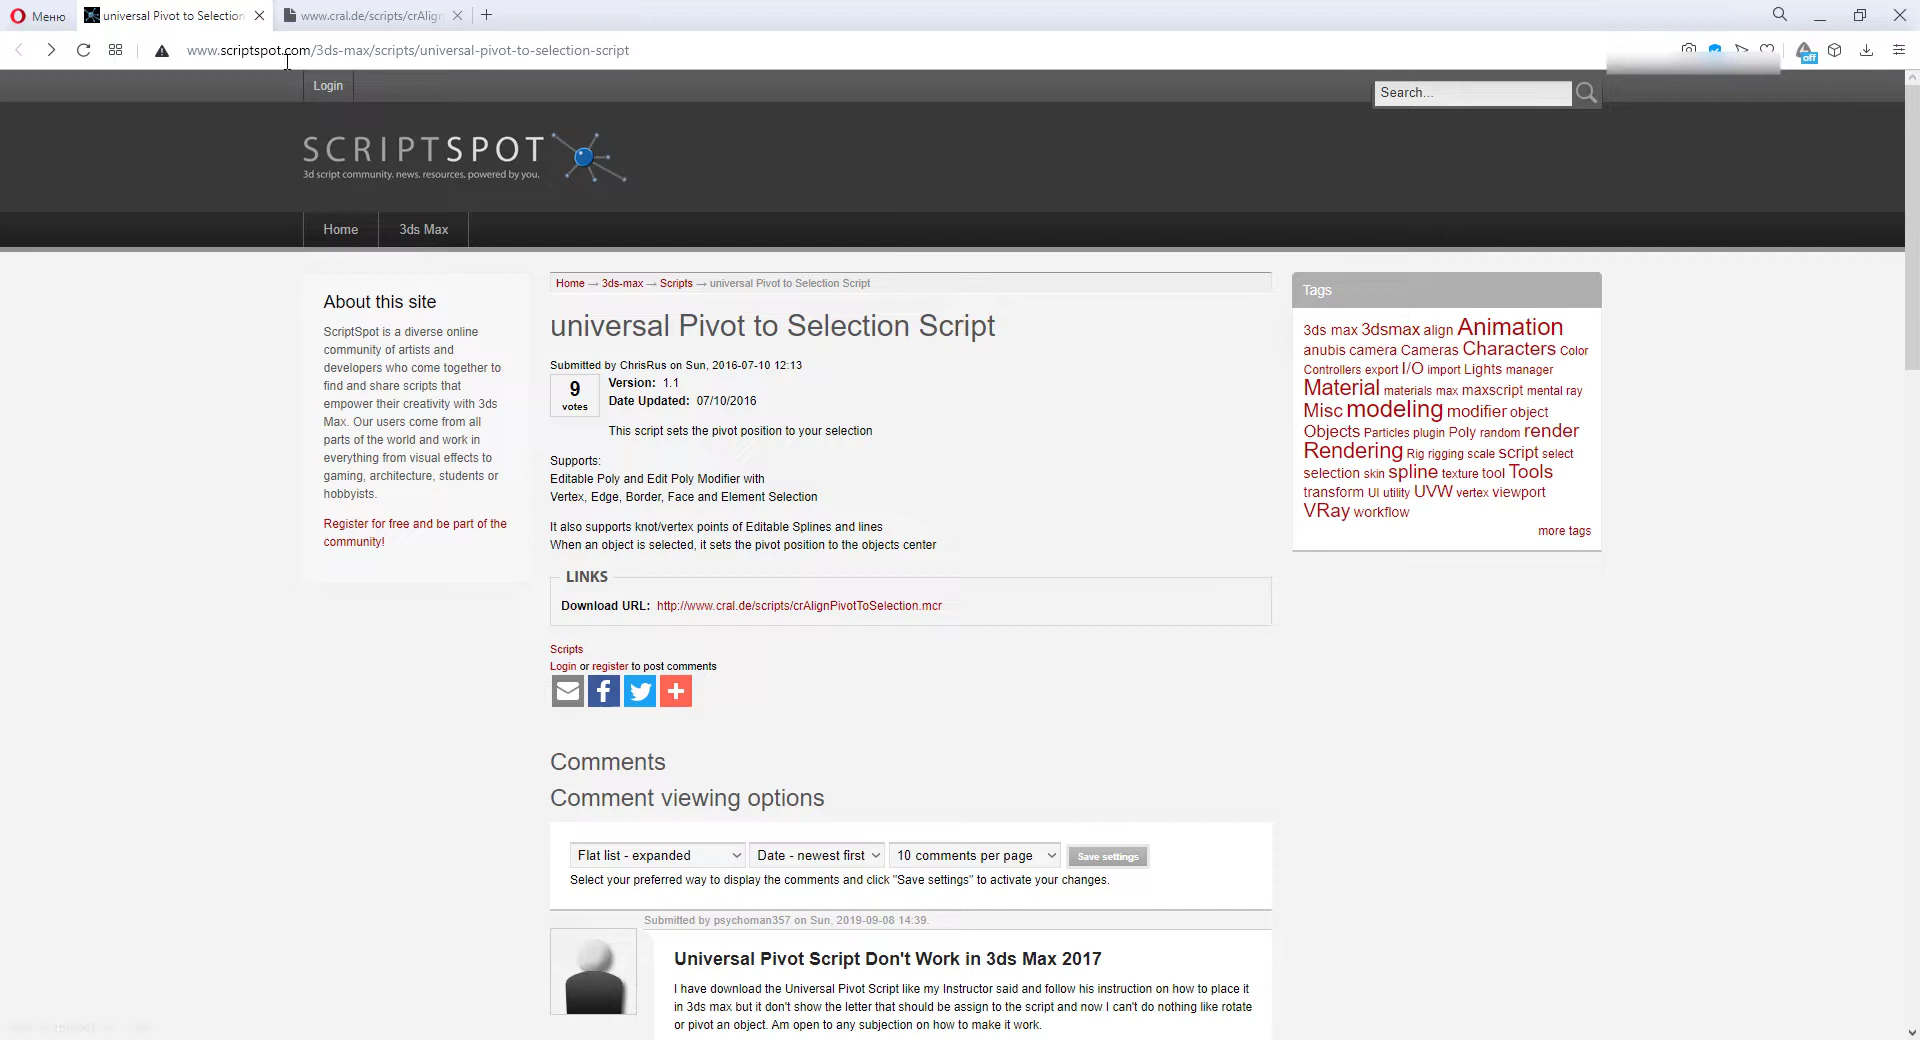 Меню
universal Pivot to Selection
www.cral.de/scripts/crAlign
www.scriptspot.com/3ds-max/scripts/universal-pivot-to-selection-script
off
Login
Search...
SCRIPTSPOT
3d script community. news. resources. powered by you.
Home
3ds Max
About this site
ScriptSpot is a diverse online
community of artists and
developers who come together to
find and share scripts that
empower their creativity with 3ds
Max. Our users come from all
parts of the world and work in
everything from visual effects to
gaming, architecture, students or
hobbyists.
Register for free and be part of the
community!
Home → 3ds-max → Scripts → universal Pivot to Selection Script
universal Pivot to Selection Script
Submitted by ChrisRus on Sun, 2016-07-10 12:13
9
votes
Version: 1.1
Date Updated: 07/10/2016
This script sets the pivot position to your selection
Supports:
Editable Poly and Edit Poly Modifier with
Vertex, Edge, Border, Face and Element Selection
It also supports knot/vertex points of Editable Splines and lines
When an object is selected, it sets the pivot position to the objects center
LINKS
Download URL: http://www.cral.de/scripts/crAlignPivotToSelection.mcr
Scripts
Login or register to post comments
Comments
Comment viewing options
Flat list - expanded
Date - newest first
10 comments per page
Save settings
Select your preferred way to display the comments and click "Save settings" to activate your changes.
Submitted by psychoman357 on Sun, 2019-09-08 14:39.
Universal Pivot Script Don't Work in 3ds Max 2017
I have download the Universal Pivot Script like my Instructor said and follow his instruction on how to place it
in 3ds max but it don't show the letter that should be assign to the script and now I can't do nothing like rotate
or pivot an object. Am open to any subjection on how to make it work.
Tags
3ds max 3dsmax align Animation
anubis camera Cameras Characters Color
Controllers export I/O import Lights manager
Material materials max maxscript mental ray
Misc modeling modifier object
Objects Particles plugin Poly random render
Rendering Rig rigging scale script select
selection skin spline texture tool Tools
transform UI utility UVW vertex viewport
VRay workflow
more tags